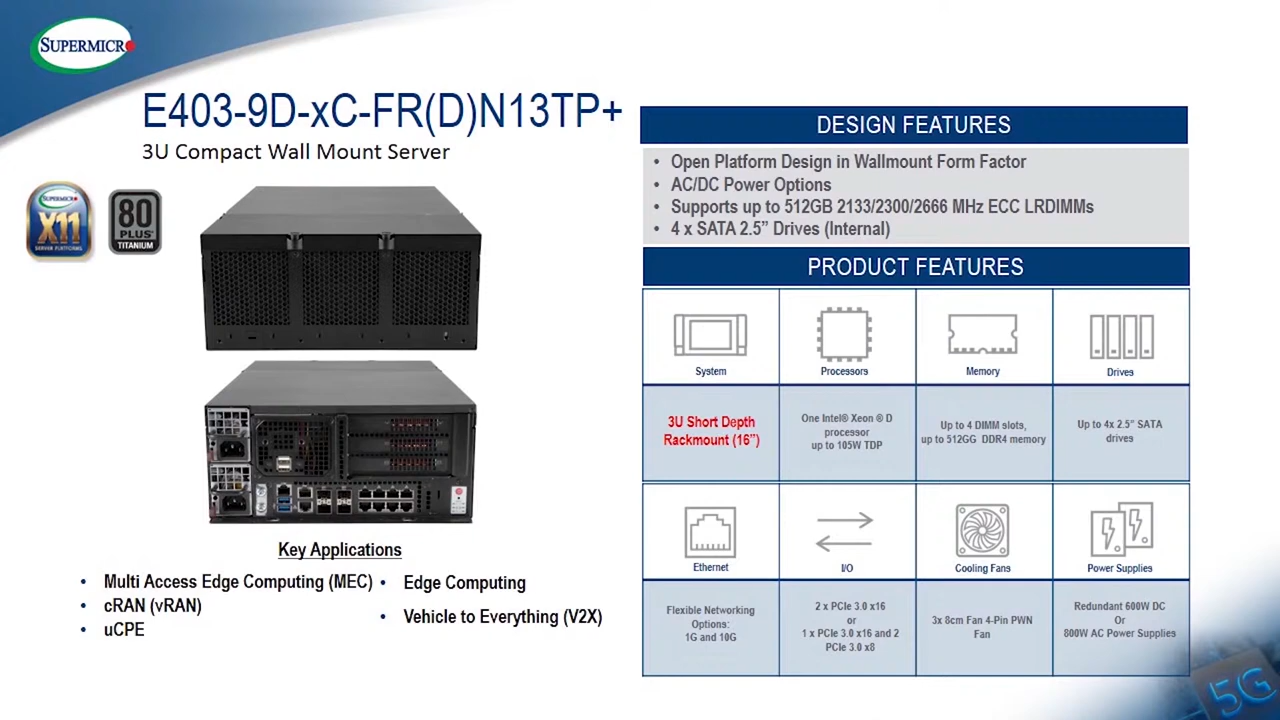 SUPERMICR
E403-9D-xC-FR(D)N13TP+
3U Compact Wall Mount Server
SUPERMICR
X11
SERVER PLATFORMS
80
PLUS
TITANIUM
Key Applications
• Multi Access Edge Computing (MEC)
• cRAN (vRAN)
• uCPE
• Edge Computing
• Vehicle to Everything (V2X)
DESIGN FEATURES
• Open Platform Design in Wallmount Form Factor
• AC/DC Power Options
• Supports up to 512GB 2133/2300/2666 MHz ECC LRDIMMs
• 4 x SATA 2.5” Drives (Internal)
PRODUCT FEATURES
System
Processors
Memory
Drives
3U Short Depth
Rackmount (16”)
One Intel® Xeon ® D
processor
up to 105W TDP
Up to 4 DIMM slots,
up to 512GG DDR4 memory
Up to 4x 2.5” SATA
drives
Ethernet
I/O
Cooling Fans
Power Supplies
Flexible Networking
Options:
1G and 10G
2 x PCIe 3.0 x16
or
1 x PCIe 3.0 x16 and 2
PCIe 3.0 x8
3x 8cm Fan 4-Pin PWN
Fan
Redundant 600W DC
Or
800W AC Power Supplies
5G